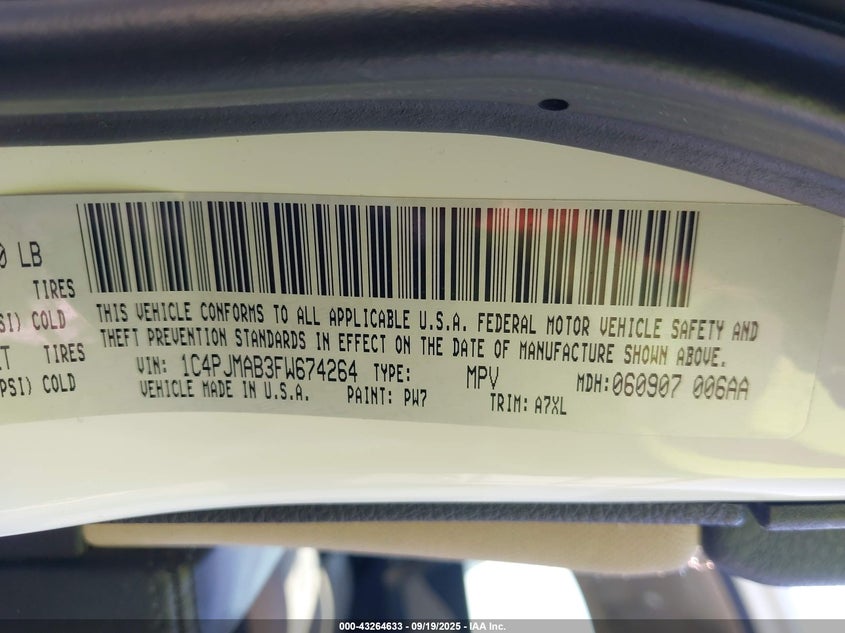 0 LB
TIRES
SI) COLD
TIRES
PSI) COLD
THIS VEHICLE CONFORMS TO ALL APPLICABLE U.S.A. FEDERAL MOTOR VEHICLE SAFETY AND
THEFT PREVENTION STANDARDS IN EFFECT ON THE DATE OF MANUFACTURE SHOWN ABOVE.
VIN: 1C4PJMAB3FW674264 TYPE: MPV MDH:060907 006AA
VEHICLE MADE IN U.S.A. PAINT: PW7 TRIM: A7XL
000-43264633 - 09/19/2025 - IAA Inc.